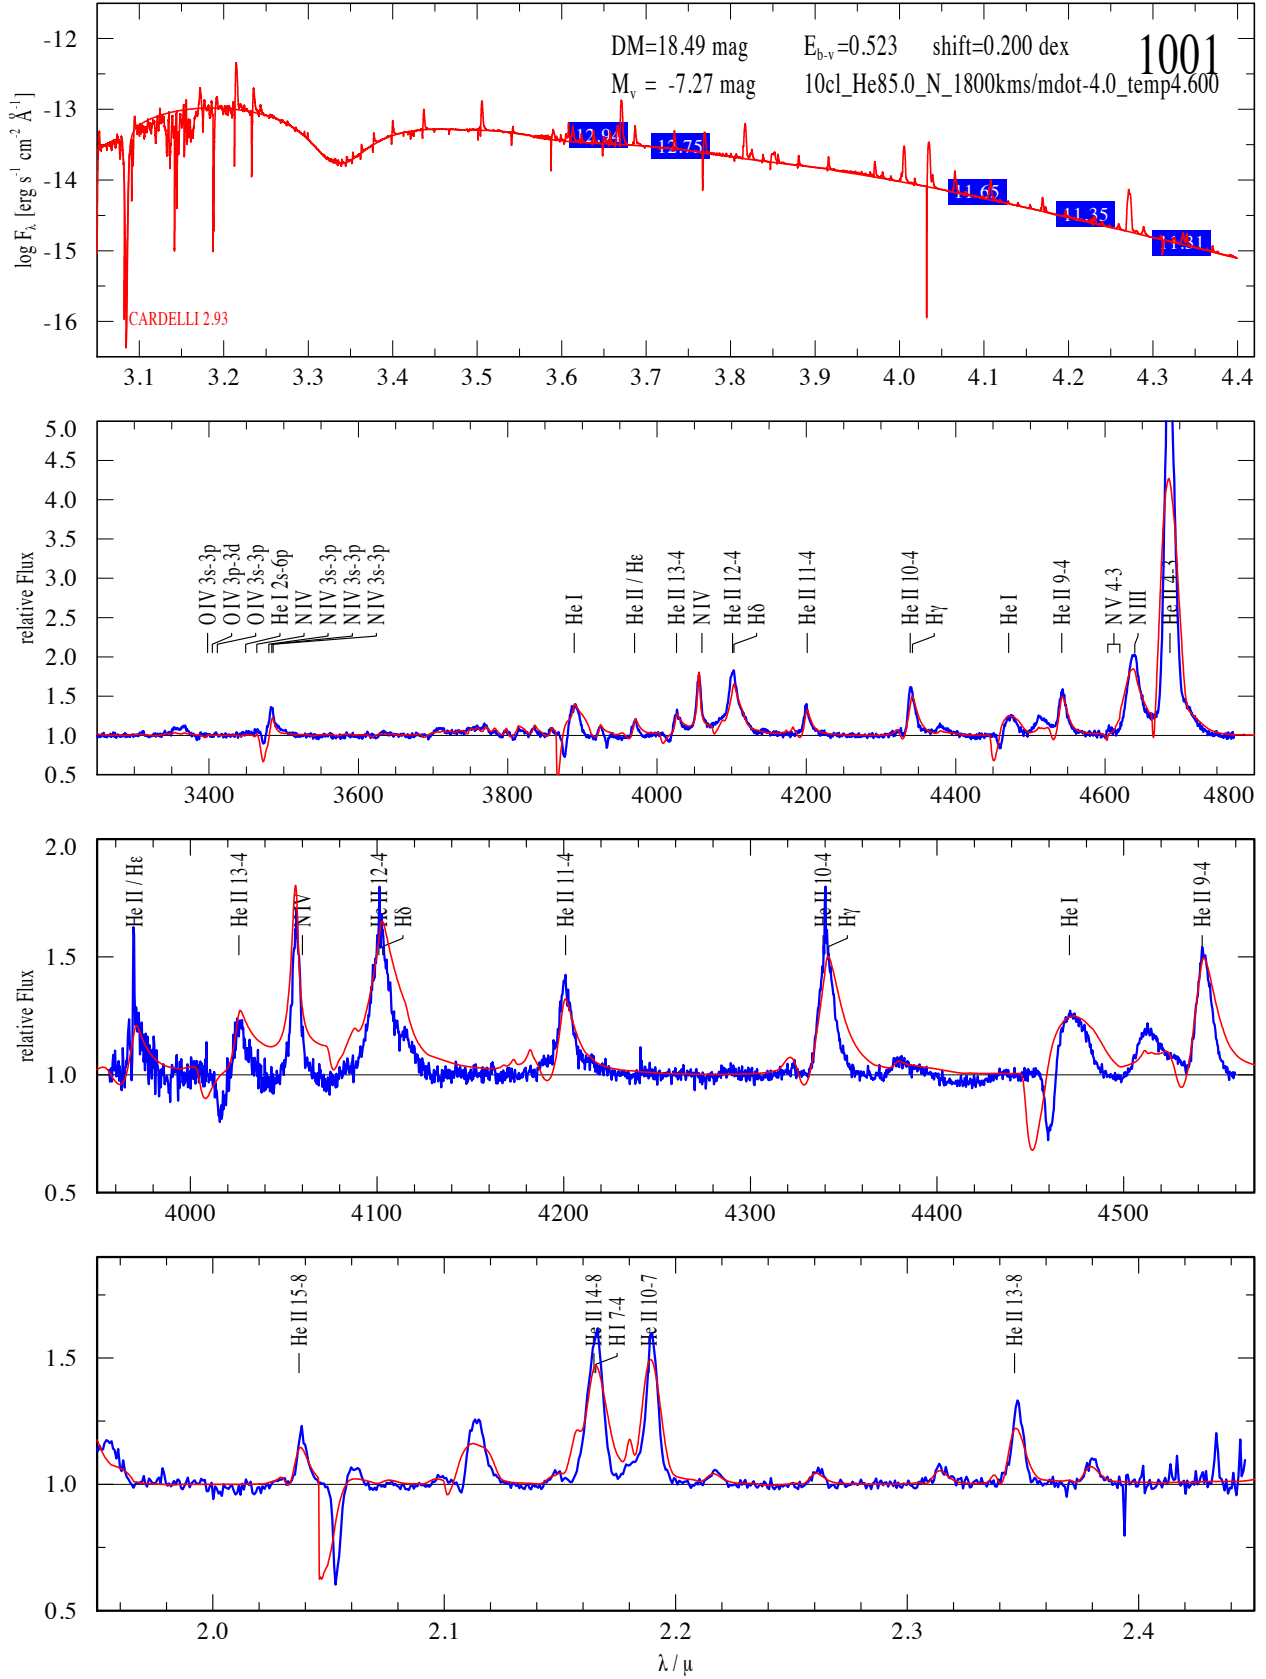 DM=18.49 mag E_b-v=0.523 shift=0.200 dex 1001
M_v = -7.27 mag 10cl_He85.0_N_1800kms/mdot-4.0_temp4.600
log F_λ [erg s⁻¹ cm⁻² Å⁻¹]
-12
-13
-14
-15
-16
12.94
12.75
11.65
11.35
11.31
CARDELLI 2.93
3.1 3.2 3.3 3.4 3.5 3.6 3.7 3.8 3.9 4.0 4.1 4.2 4.3 4.4
relative Flux
5.0
4.5
4.0
3.5
3.0
2.5
2.0
1.5
1.0
0.5
O IV 3s-3p
O IV 3p-3d
O IV 3s-3p
He I 2s-6p
N IV
N IV 3s-3p
N IV 3s-3p
N IV 3s-3p
He I
He II / Hε
He II 13-4
N IV
He II 12-4
Hδ
He II 11-4
He II 10-4
Hγ
He I
He II 9-4
N V 4-3
N III
He II 4-3
3400 3600 3800 4000 4200 4400 4600 4800
relative Flux
2.0
1.5
1.0
0.5
He II / Hε
He II 13-4
N IV
He II 12-4
Hδ
He II 11-4
He II 10-4
Hγ
He I
He II 9-4
4000 4100 4200 4300 4400 4500
1.5
1.0
0.5
He II 15-8
He II 14-8
H I 7-4
He II 10-7
He II 13-8
2.0 2.1 2.2 2.3 2.4
λ / μ